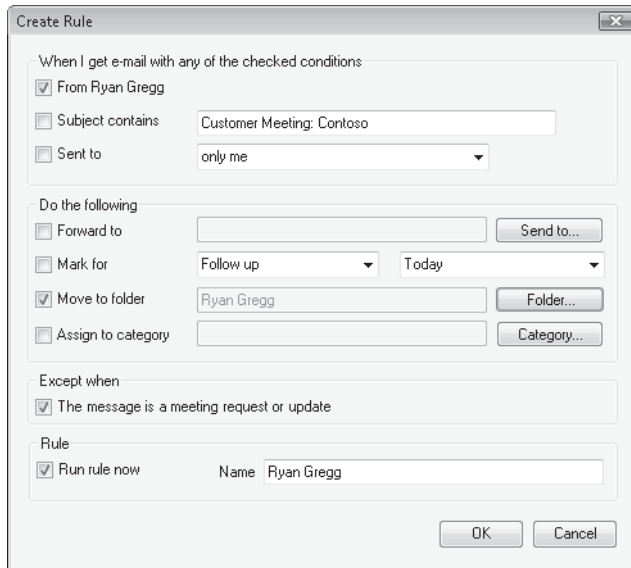 Create Rule
When I get e-mail with any of the checked conditions
From Ryan Gregg
Subject contains Customer Meeting: Contoso
Sent to only me
Do the following
Forward to Send to...
Mark for Follow up Today
Move to folder Ryan Gregg Folder...
Assign to category Category...
Except when
The message is a meeting request or update
Rule
Run rule now Name Ryan Gregg
OK Cancel